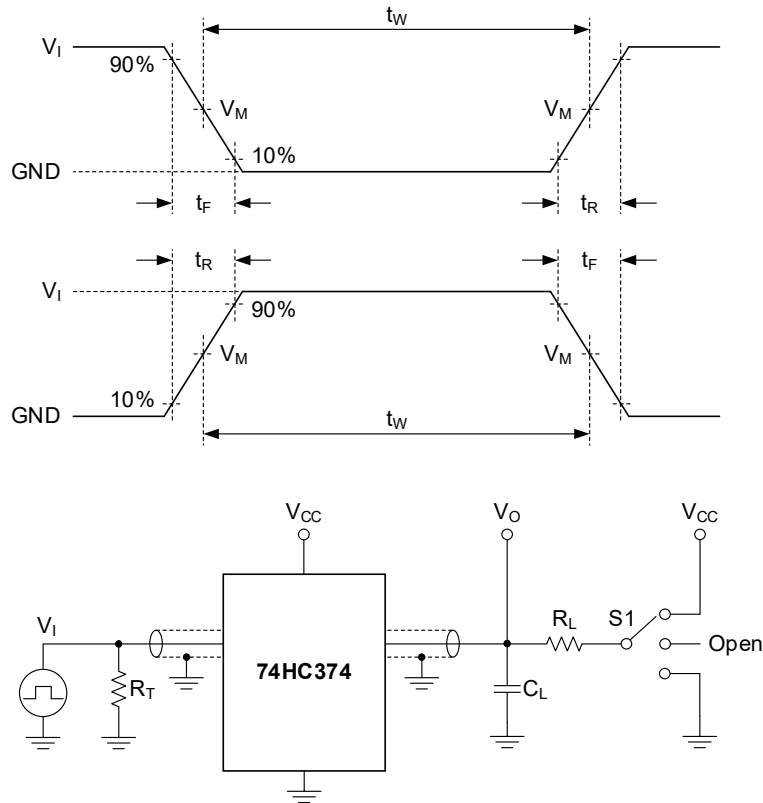 t_W
V_I
90%
V_M
V_M
10%
GND
t_F
t_R
t_R
t_F
V_I
90%
V_M
V_M
10%
GND
t_W
V_CC
V_O
V_CC
V_I
R_L
S1
Open
74HC374
R_T
C_L